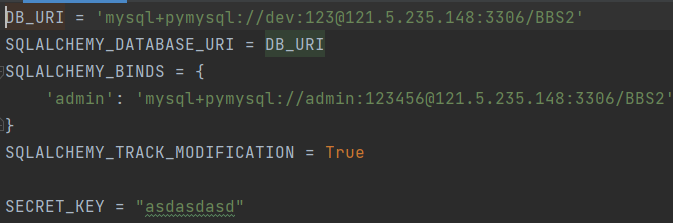 DB_URI = 'mysql+pymysql://dev:123@121.5.235.148:3306/BBS2'
SQLALCHEMY_DATABASE_URI = DB_URI
SQLALCHEMY_BINDS = {
    'admin': 'mysql+pymysql://admin:123456@121.5.235.148:3306/BBS2'
}
SQLALCHEMY_TRACK_MODIFICATION = True
SECRET_KEY = "asdasdasd"